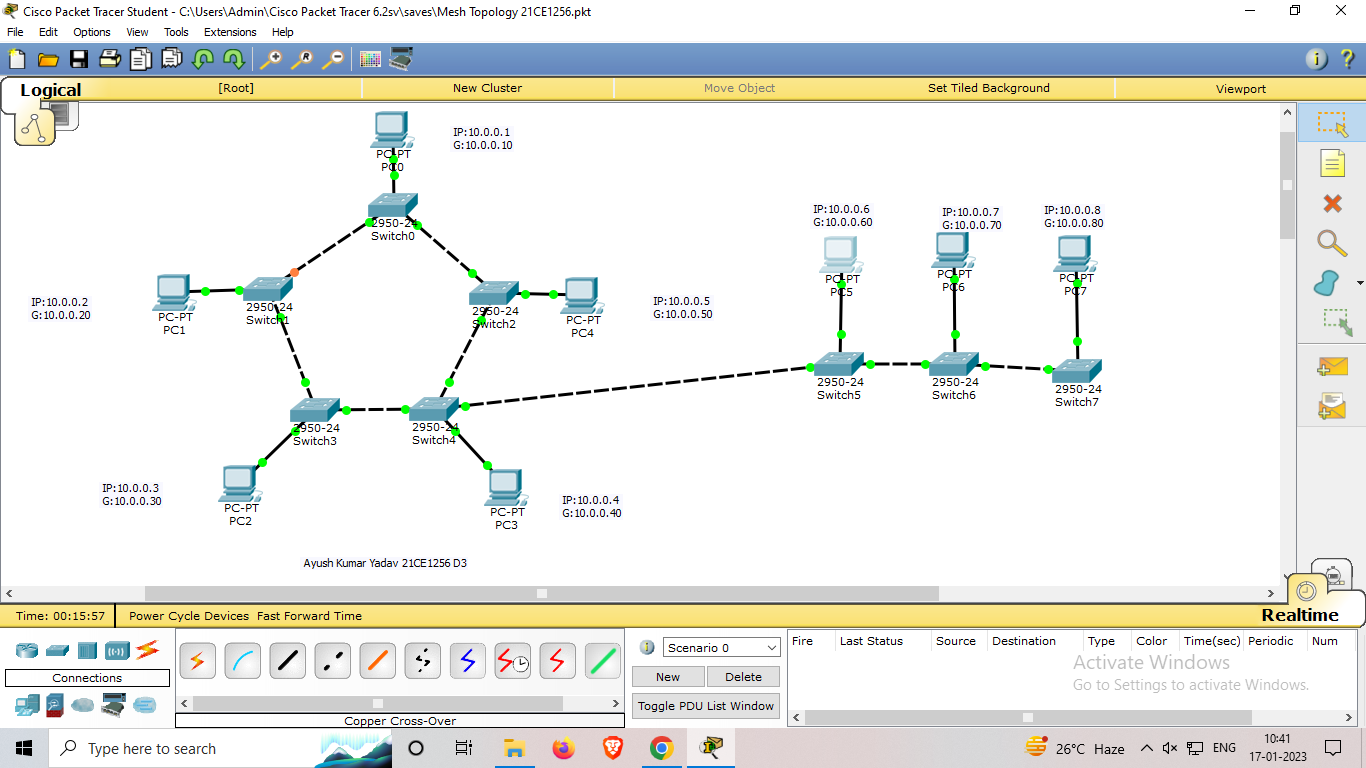 Cisco Packet Tracer Student - C:\Users\Admin\Cisco Packet Tracer 6.2sv\saves\Mesh Topology 21CE1256.pkt
File Edit Options View Tools Extensions Help
Logical [Root] New Cluster Move Object Set Tiled Background Viewport
PC-PT
PC0
IP:10.0.0.1
G:10.0.0.10
2950-24
Switch0
IP:10.0.0.2
G:10.0.0.20
PC-PT
PC1
2950-24
Switch1
2950-24
Switch2
PC-PT
PC4
IP:10.0.0.5
G:10.0.0.50
IP:10.0.0.6
G:10.0.0.60
IP:10.0.0.7
G:10.0.0.70
IP:10.0.0.8
G:10.0.0.80
PC-PT
PC5
PC-PT
PC6
PC-PT
PC7
2950-24
Switch5
2950-24
Switch6
2950-24
Switch7
2950-24
Switch3
2950-24
Switch4
IP:10.0.0.3
G:10.0.0.30
PC-PT
PC2
PC-PT
PC3
IP:10.0.0.4
G:10.0.0.40
Ayush Kumar Yadav 21CE1256 D3
Time: 00:15:57 Power Cycle Devices Fast Forward Time Realtime
Connections
Copper Cross-Over
Scenario 0
New Delete
Toggle PDU List Window
Fire Last Status Source Destination Type Color Time(sec) Periodic Num
Activate Windows
Go to Settings to activate Windows.
Type here to search
26°C Haze ENG
10:41
17-01-2023